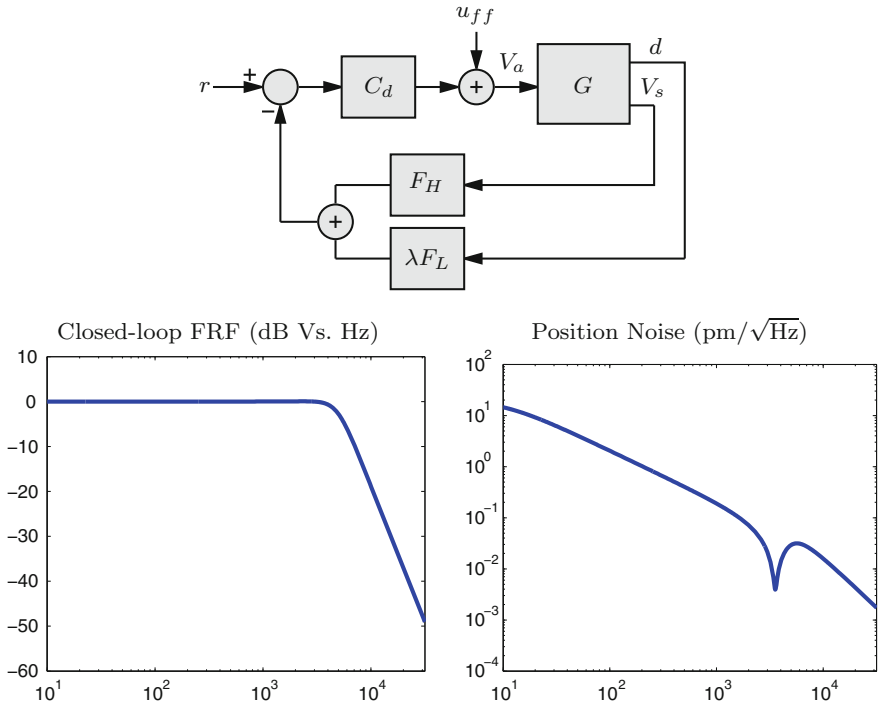 u_{ff}
r + − C_d + V_a G d V_s
F_H
+
λF_L
Closed-loop FRF (dB Vs. Hz)
10
0
−10
−20
−30
−40
−50
−60
10^1 10^2 10^3 10^4
Position Noise (pm/√Hz)
10^2
10^1
10^0
10^−1
10^−2
10^−3
10^−4
10^1 10^2 10^3 10^4